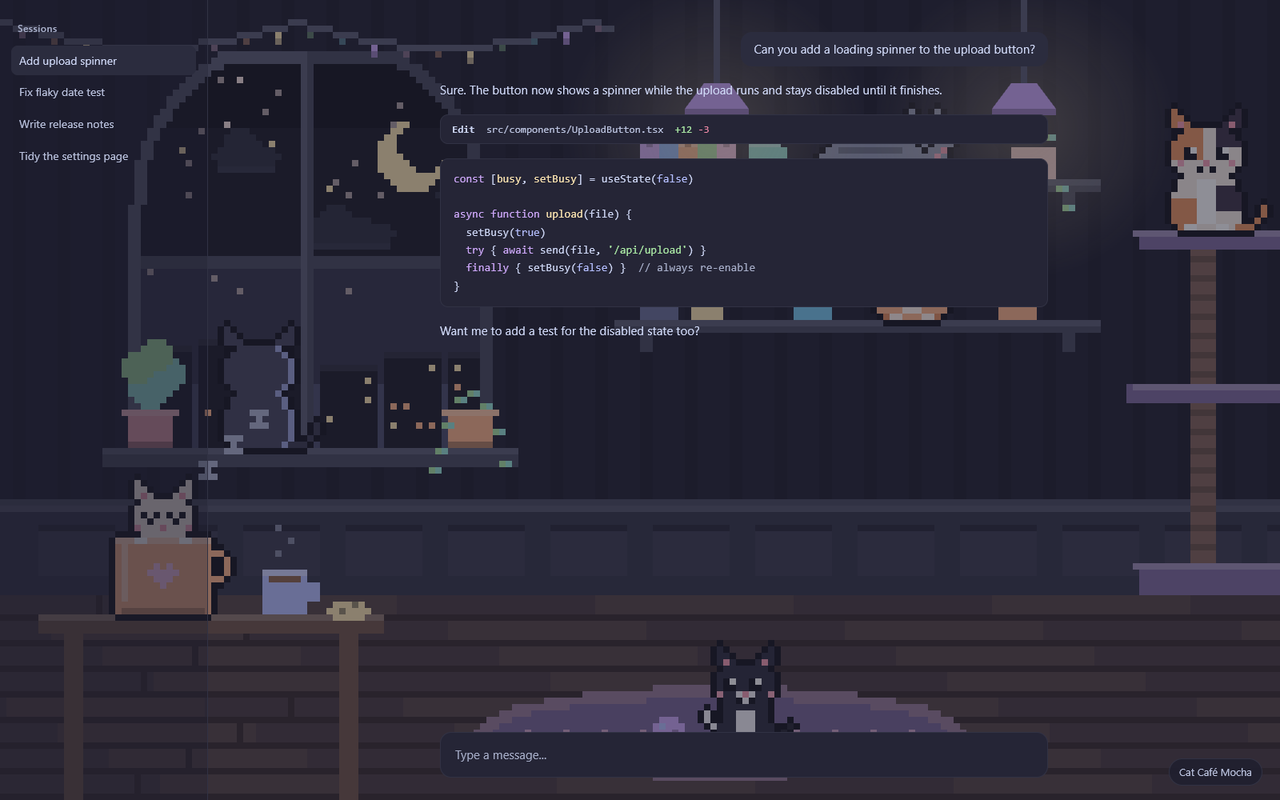 Sessions
Add upload spinner
Fix flaky date test
Write release notes
Tidy the settings page
Can you add a loading spinner to the upload button?
Sure. The button now shows a spinner while the upload runs and stays disabled until it finishes.
Edit src/components/UploadButton.tsx +12 -3
const [busy, setBusy] = useState(false)
async function upload(file) {
  setBusy(true)
  try { await send(file, '/api/upload') }
  finally { setBusy(false) }  // always re-enable
}
Want me to add a test for the disabled state too?
Type a message...
Cat Café Mocha